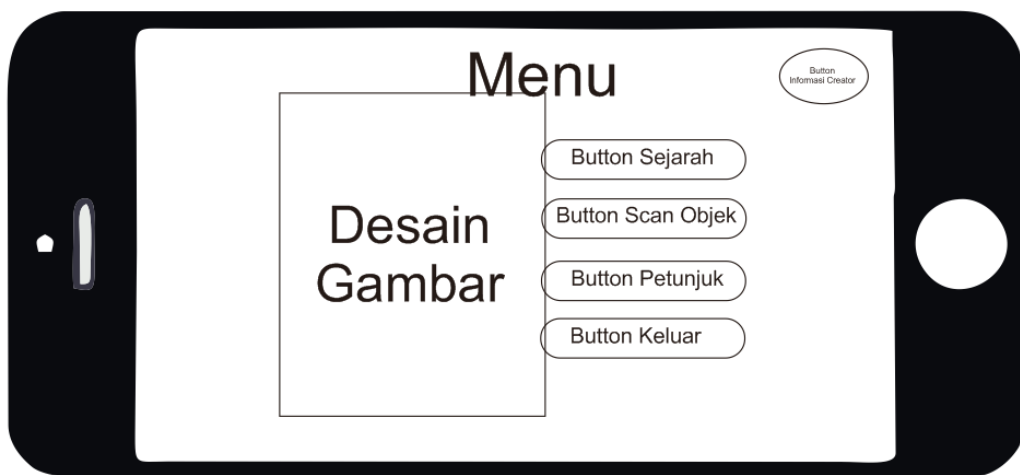 Menu
Button
Informasi Creator
Desain
Gambar
Button Sejarah
Button Scan Objek
Button Petunjuk
Button Keluar